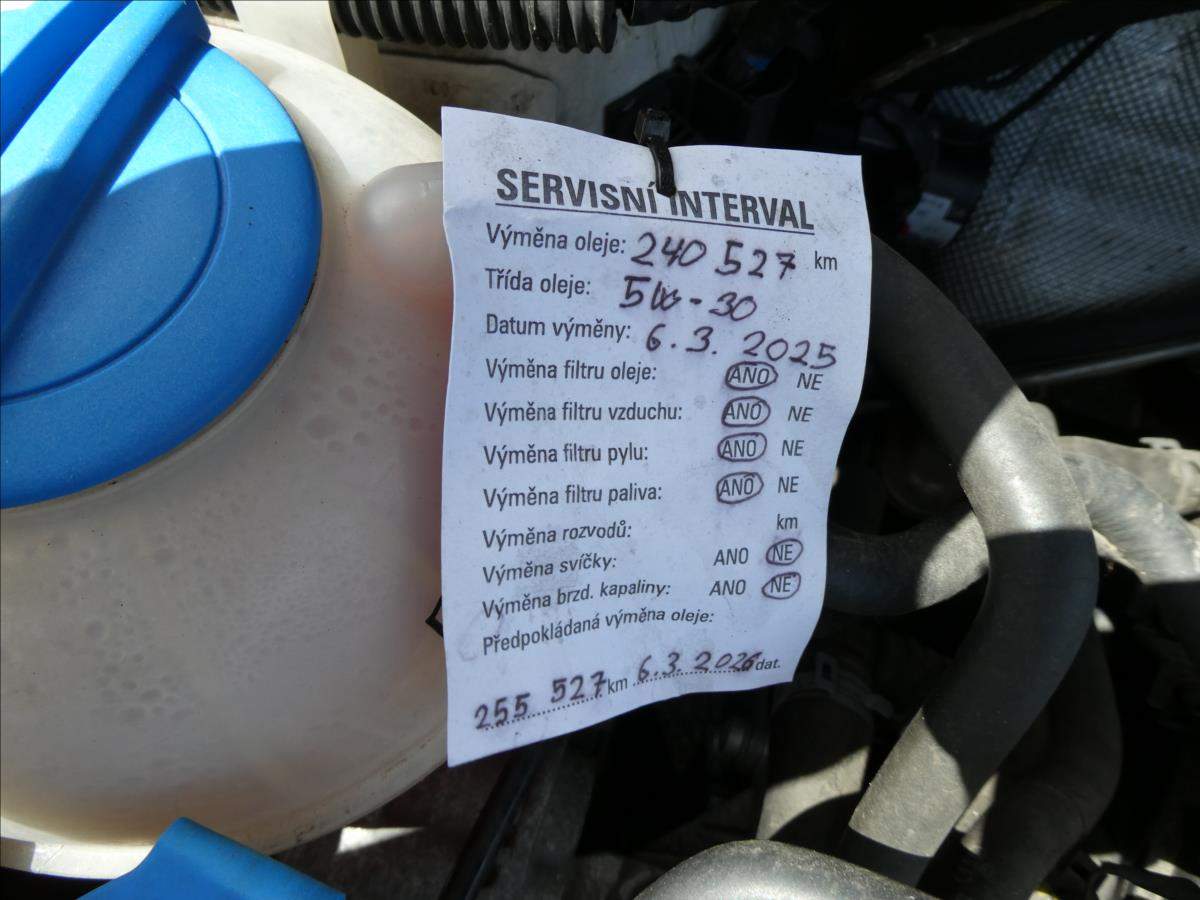 SERVISNÍ INTERVAL
Výměna oleje: 240 527 km
Třída oleje: 5W-30
Datum výměny: 6.3.2025
Výměna filtru oleje: ANO NE
Výměna filtru vzduchu: ANO NE
Výměna filtru pylu: ANO NE
Výměna filtru paliva: ANO NE
Výměna rozvodů: km
Výměna svíčky: ANO NE
Výměna brzd. kapaliny: ANO NE
Předpokládaná výměna oleje:
255 527 km 6.3.2026 dat.